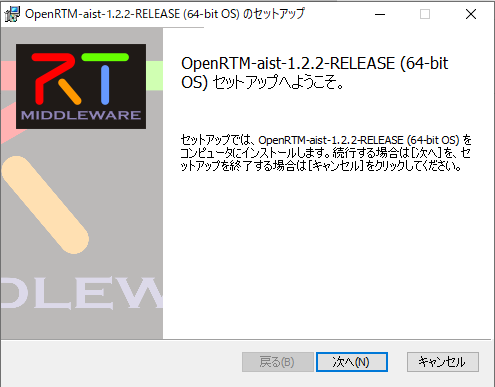 OpenRTM-aist-1.2.2-RELEASE (64-bit OS) のセットアップ
RT
MIDDLEWARE
OpenRTM-aist-1.2.2-RELEASE (64-bit
OS) セットアップへようこそ。
セットアップでは、OpenRTM-aist-1.2.2-RELEASE (64-bit OS) を
コンピュータにインストールします。続行する場合は[次へ]を、セ
ットアップを終了する場合は[キャンセル]をクリックしてください。
DLEW
戻る(B)
次へ(N)
キャンセル